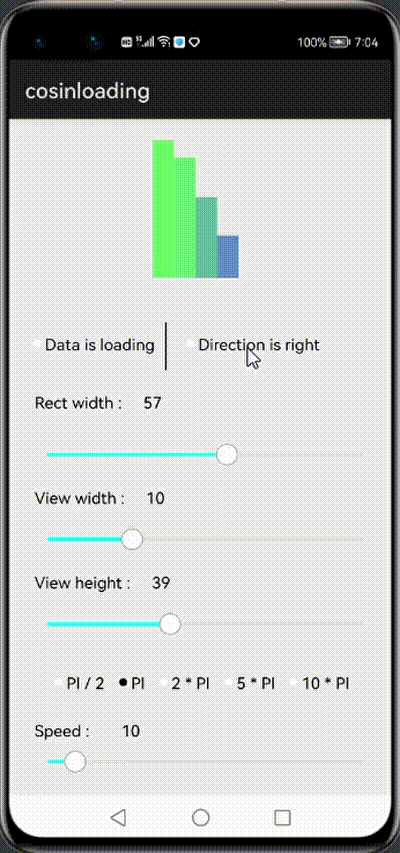 100% 7:04
cosinloading
Data is loading Direction is right
Rect width : 57
View width : 10
View height : 39
PI / 2 PI 2 * PI 5 * PI 10 * PI
Speed : 10